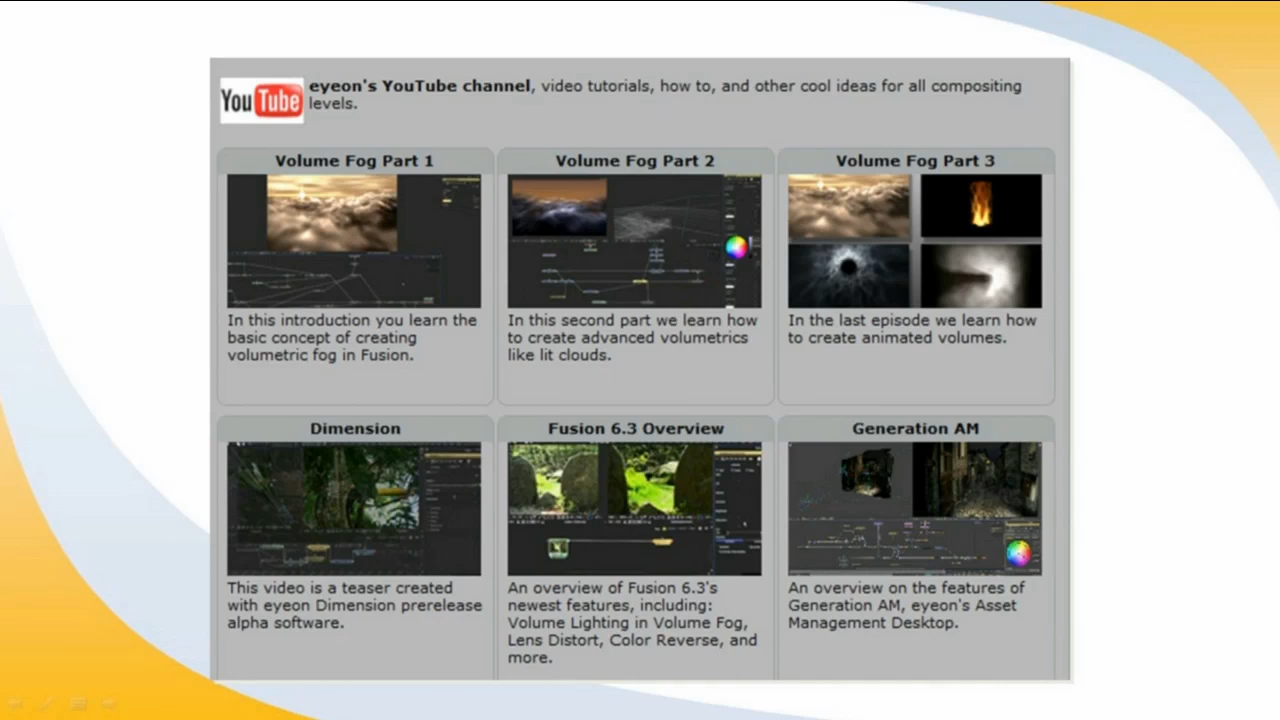 You Tube
eyeon's YouTube channel, video tutorials, how to, and other cool ideas for all compositing
levels.
Volume Fog Part 1
Volume Fog Part 2
Volume Fog Part 3
In this introduction you learn the
basic concept of creating
volumetric fog in Fusion.
In this second part we learn how
to create advanced volumetrics
like lit clouds.
In the last episode we learn how
to create animated volumes.
Dimension
Fusion 6.3 Overview
Generation AM
This video is a teaser created
with eyeon Dimension prerelease
alpha software.
An overview of Fusion 6.3's
newest features, including:
Volume Lighting in Volume Fog,
Lens Distort, Color Reverse, and
more.
An overview on the features of
Generation AM, eyeon's Asset
Management Desktop.